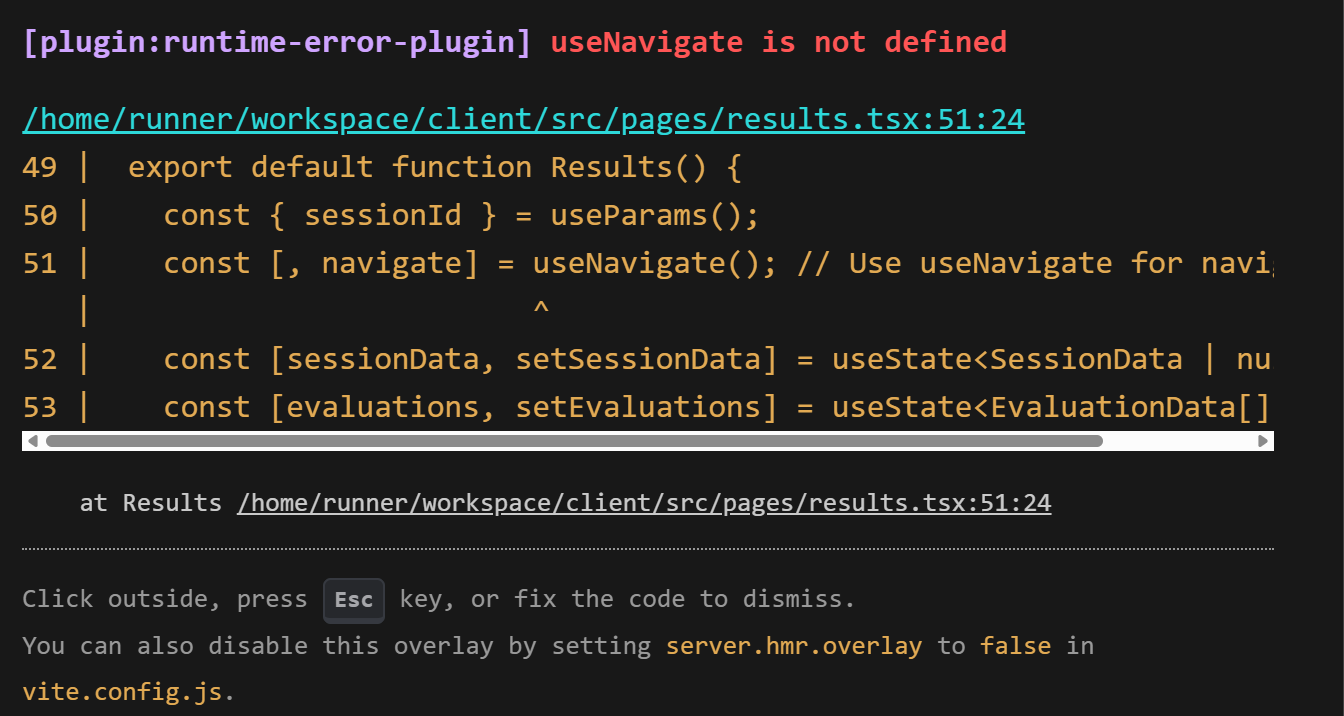 [plugin:runtime-error-plugin] useNavigate is not defined
/home/runner/workspace/client/src/pages/results.tsx:51:24
49 |  export default function Results() {
50 |    const { sessionId } = useParams();
51 |    const [, navigate] = useNavigate(); // Use useNavigate for navi
   |                         ^
52 |    const [sessionData, setSessionData] = useState<SessionData | nu
53 |    const [evaluations, setEvaluations] = useState<EvaluationData[]
at Results /home/runner/workspace/client/src/pages/results.tsx:51:24
Click outside, press Esc key, or fix the code to dismiss.
You can also disable this overlay by setting server.hmr.overlay to false in
vite.config.js.